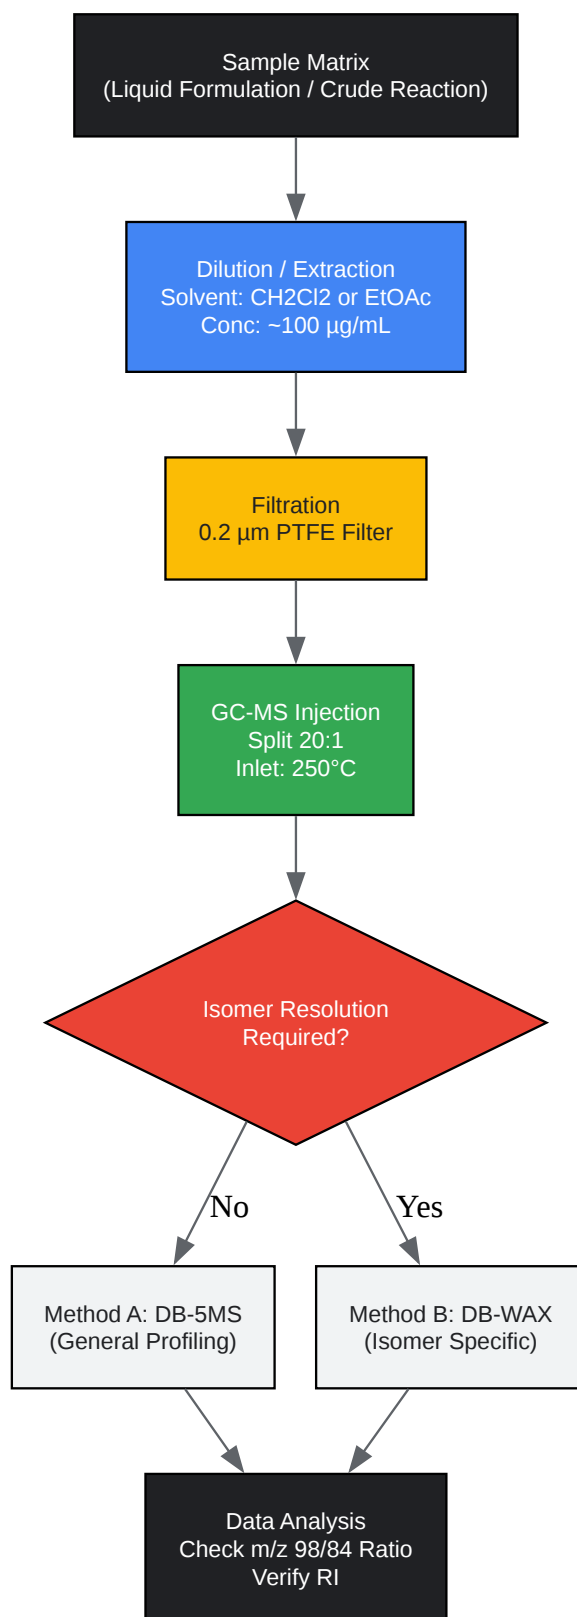 Sample Matrix
(Liquid Formulation / Crude Reaction)
Dilution / Extraction
Solvent: CH2Cl2 or EtOAc
Conc: ~100 µg/mL
Filtration
0.2 µm PTFE Filter
GC-MS Injection
Split 20:1
Inlet: 250°C
Isomer Resolution
Required?
No
Yes
Method A: DB-5MS
(General Profiling)
Method B: DB-WAX
(Isomer Specific)
Data Analysis
Check m/z 98/84 Ratio
Verify RI